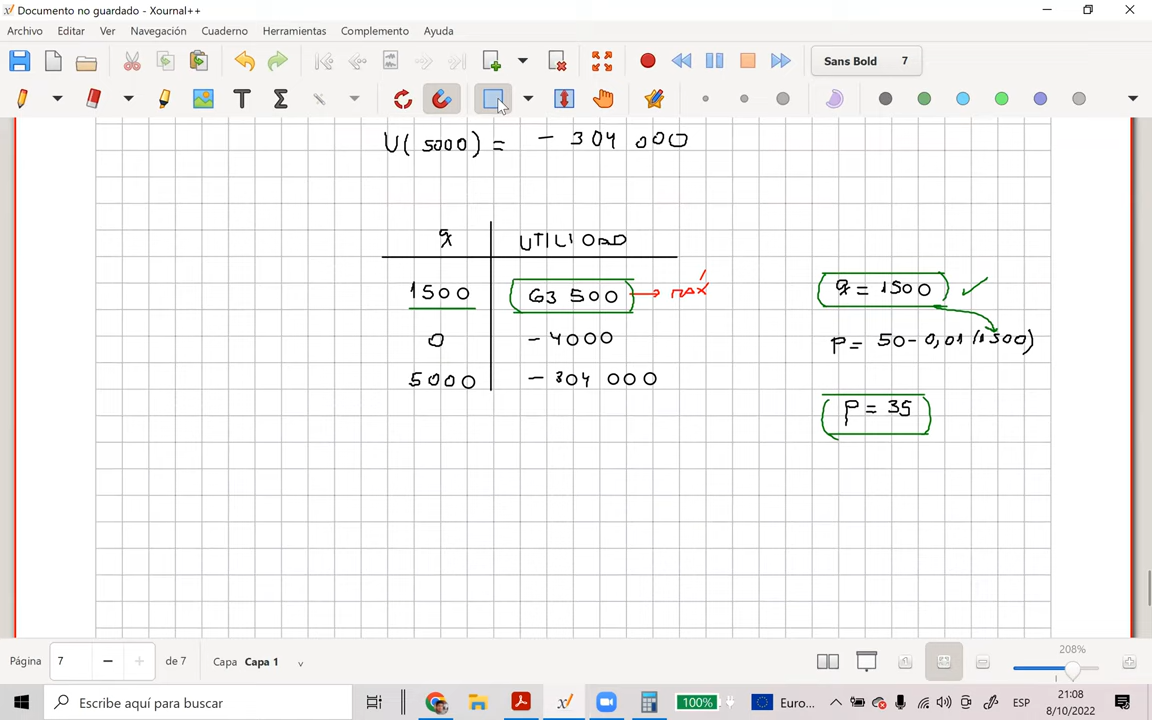 Documento no guardado - Xournal++
Archivo Editar Ver Navegación Cuaderno Herramientas Complemento Ayuda
Sans Bold 7
U( 5000) = - 304 000
q UTILIDAD
1500 63 500 → MÁX
0 - 4000
5000 - 304 000
q = 1500 ✓
P = 50 - 0,01 (1500)
P = 35
208%
Página 7 de 7 Capa Capa 1
Escribe aquí para buscar
100%
Euro...
ESP
21:08
8/10/2022